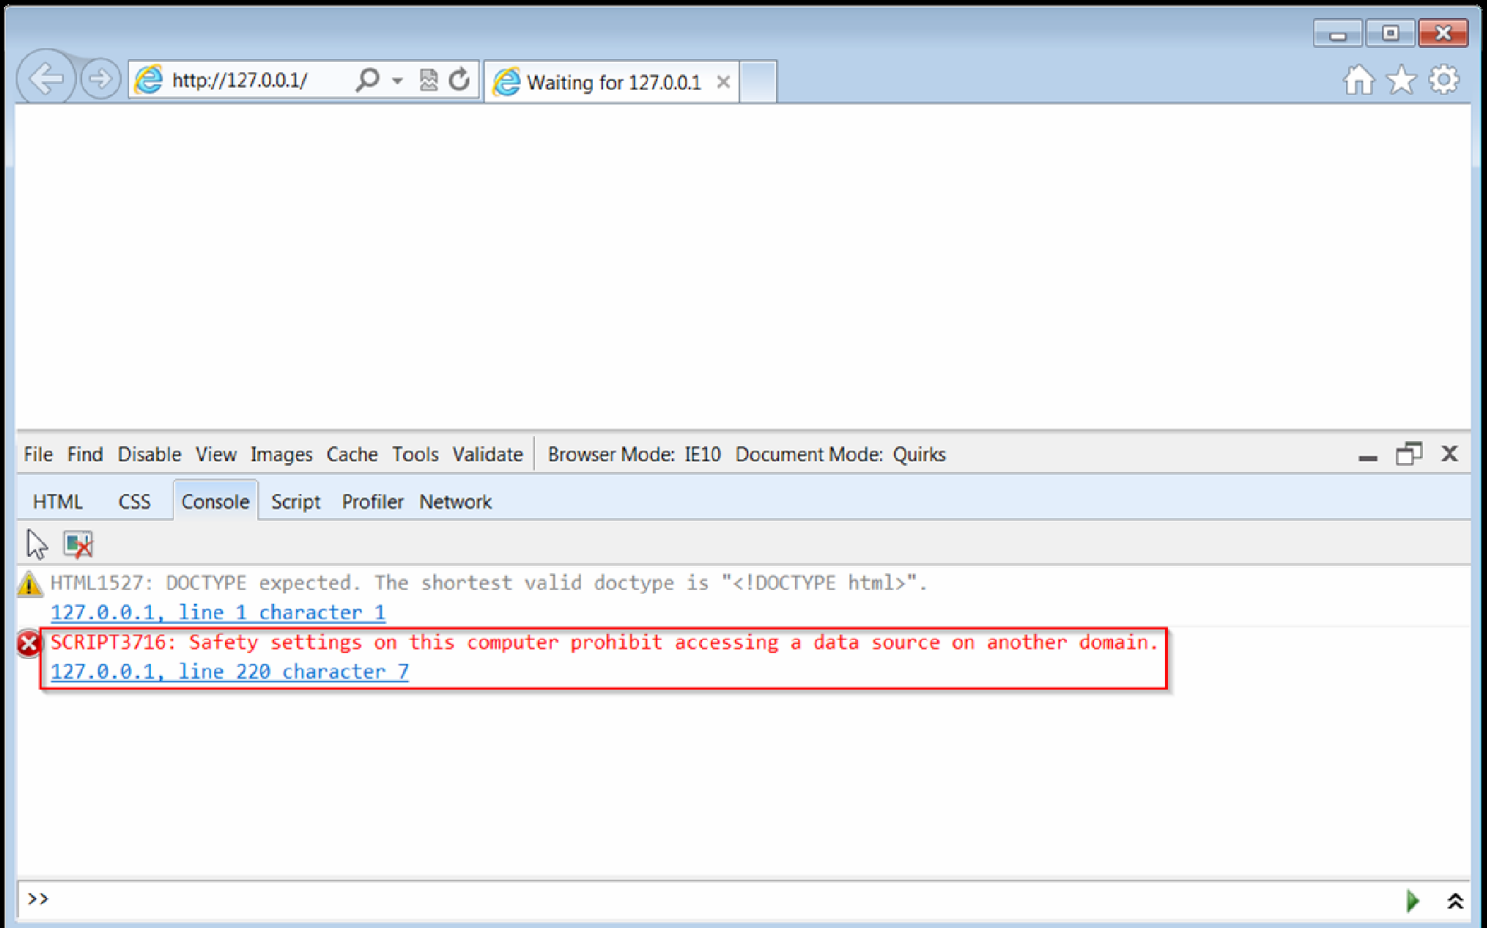 http://127.0.0.1/
Waiting for 127.0.0.1
File Find Disable View Images Cache Tools Validate Browser Mode: IE10 Document Mode: Quirks
HTML CSS Console Script Profiler Network
HTML1527: DOCTYPE expected. The shortest valid doctype is "<!DOCTYPE html>".
127.0.0.1, line 1 character 1
SCRIPT3716: Safety settings on this computer prohibit accessing a data source on another domain.
127.0.0.1, line 220 character 7
>>